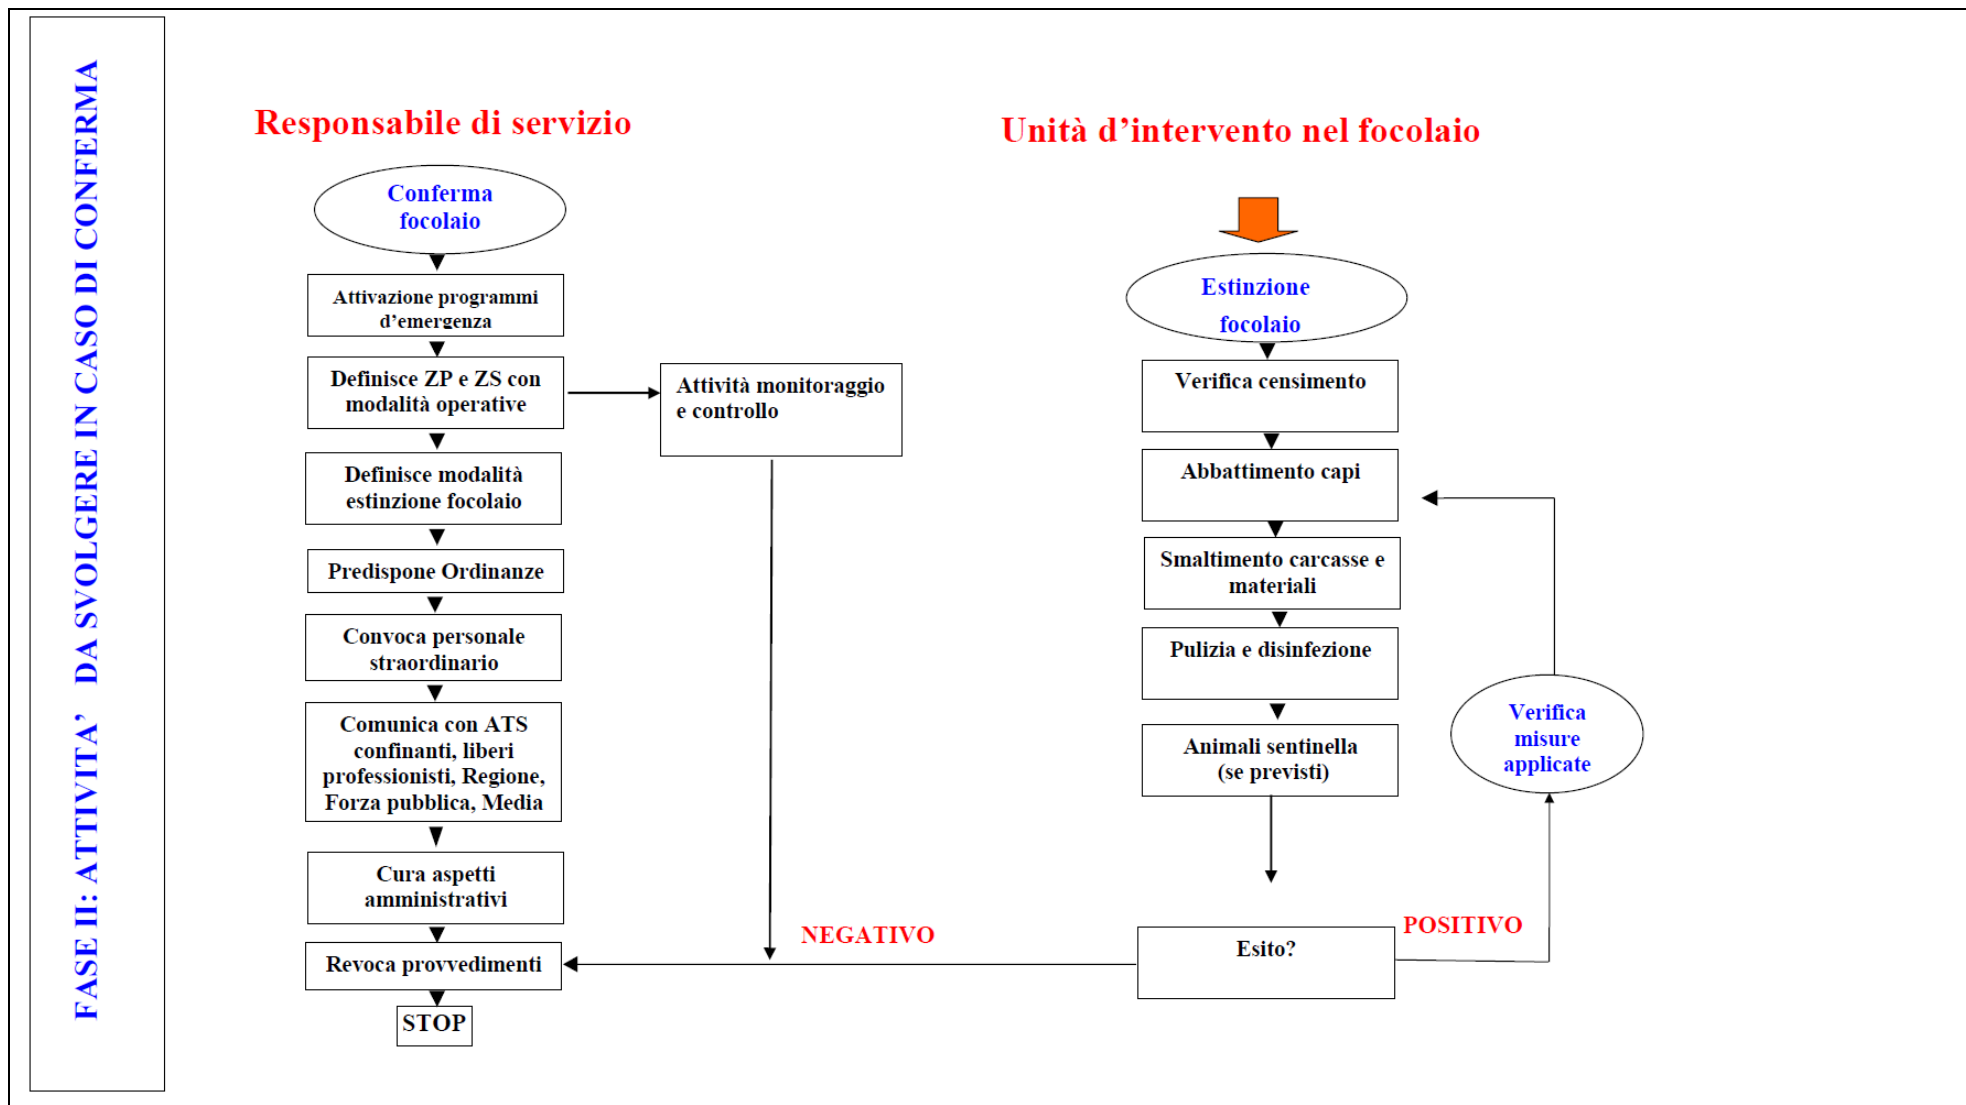 FASE II: ATTIVITA’ DA SVOLGERE IN CASO DI CONFERMA
Responsabile di servizio
Conferma
focolaio
Attivazione programmi
d’emergenza
Definisce ZP e ZS con
modalità operative
Attività monitoraggio
e controllo
Definisce modalità
estinzione focolaio
Predispone Ordinanze
Convoca personale
straordinario
Comunica con ATS
confinanti, liberi
professionisti, Regione,
Forza pubblica, Media
Cura aspetti
amministrativi
Revoca provvedimenti
STOP
Unità d’intervento nel focolaio
Estinzione
focolaio
Verifica censimento
Abbattimento capi
Smaltimento carcasse e
materiali
Pulizia e disinfezione
Animali sentinella
(se previsti)
Esito?
NEGATIVO
POSITIVO
Verifica
misure
applicate